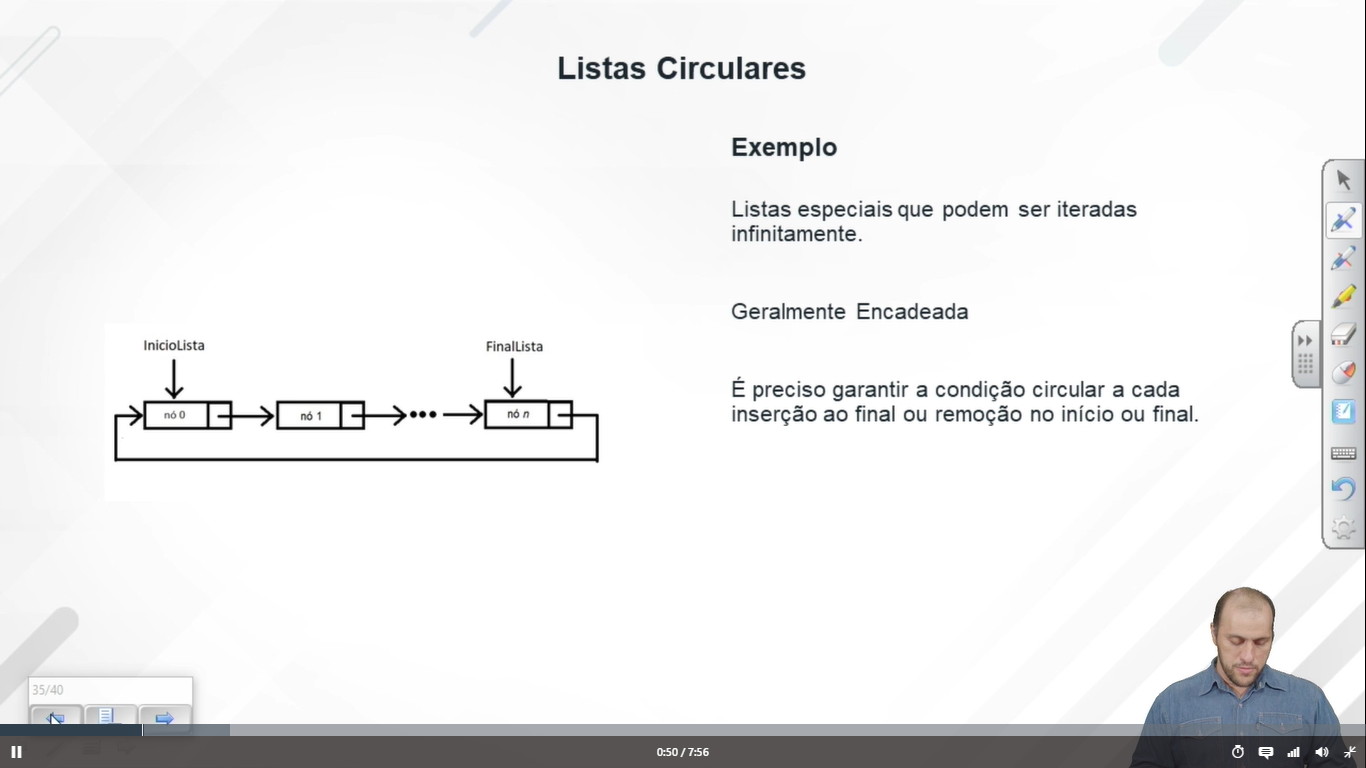 Listas Circulares
Exemplo
Listas especiais que podem ser iteradas
infinitamente.
Geralmente Encadeada
É preciso garantir a condição circular a cada
inserção ao final ou remoção no início ou final.
InicioLista
FinalLista
nó 0
nó 1
nó n
35/40
0:50 / 7:56